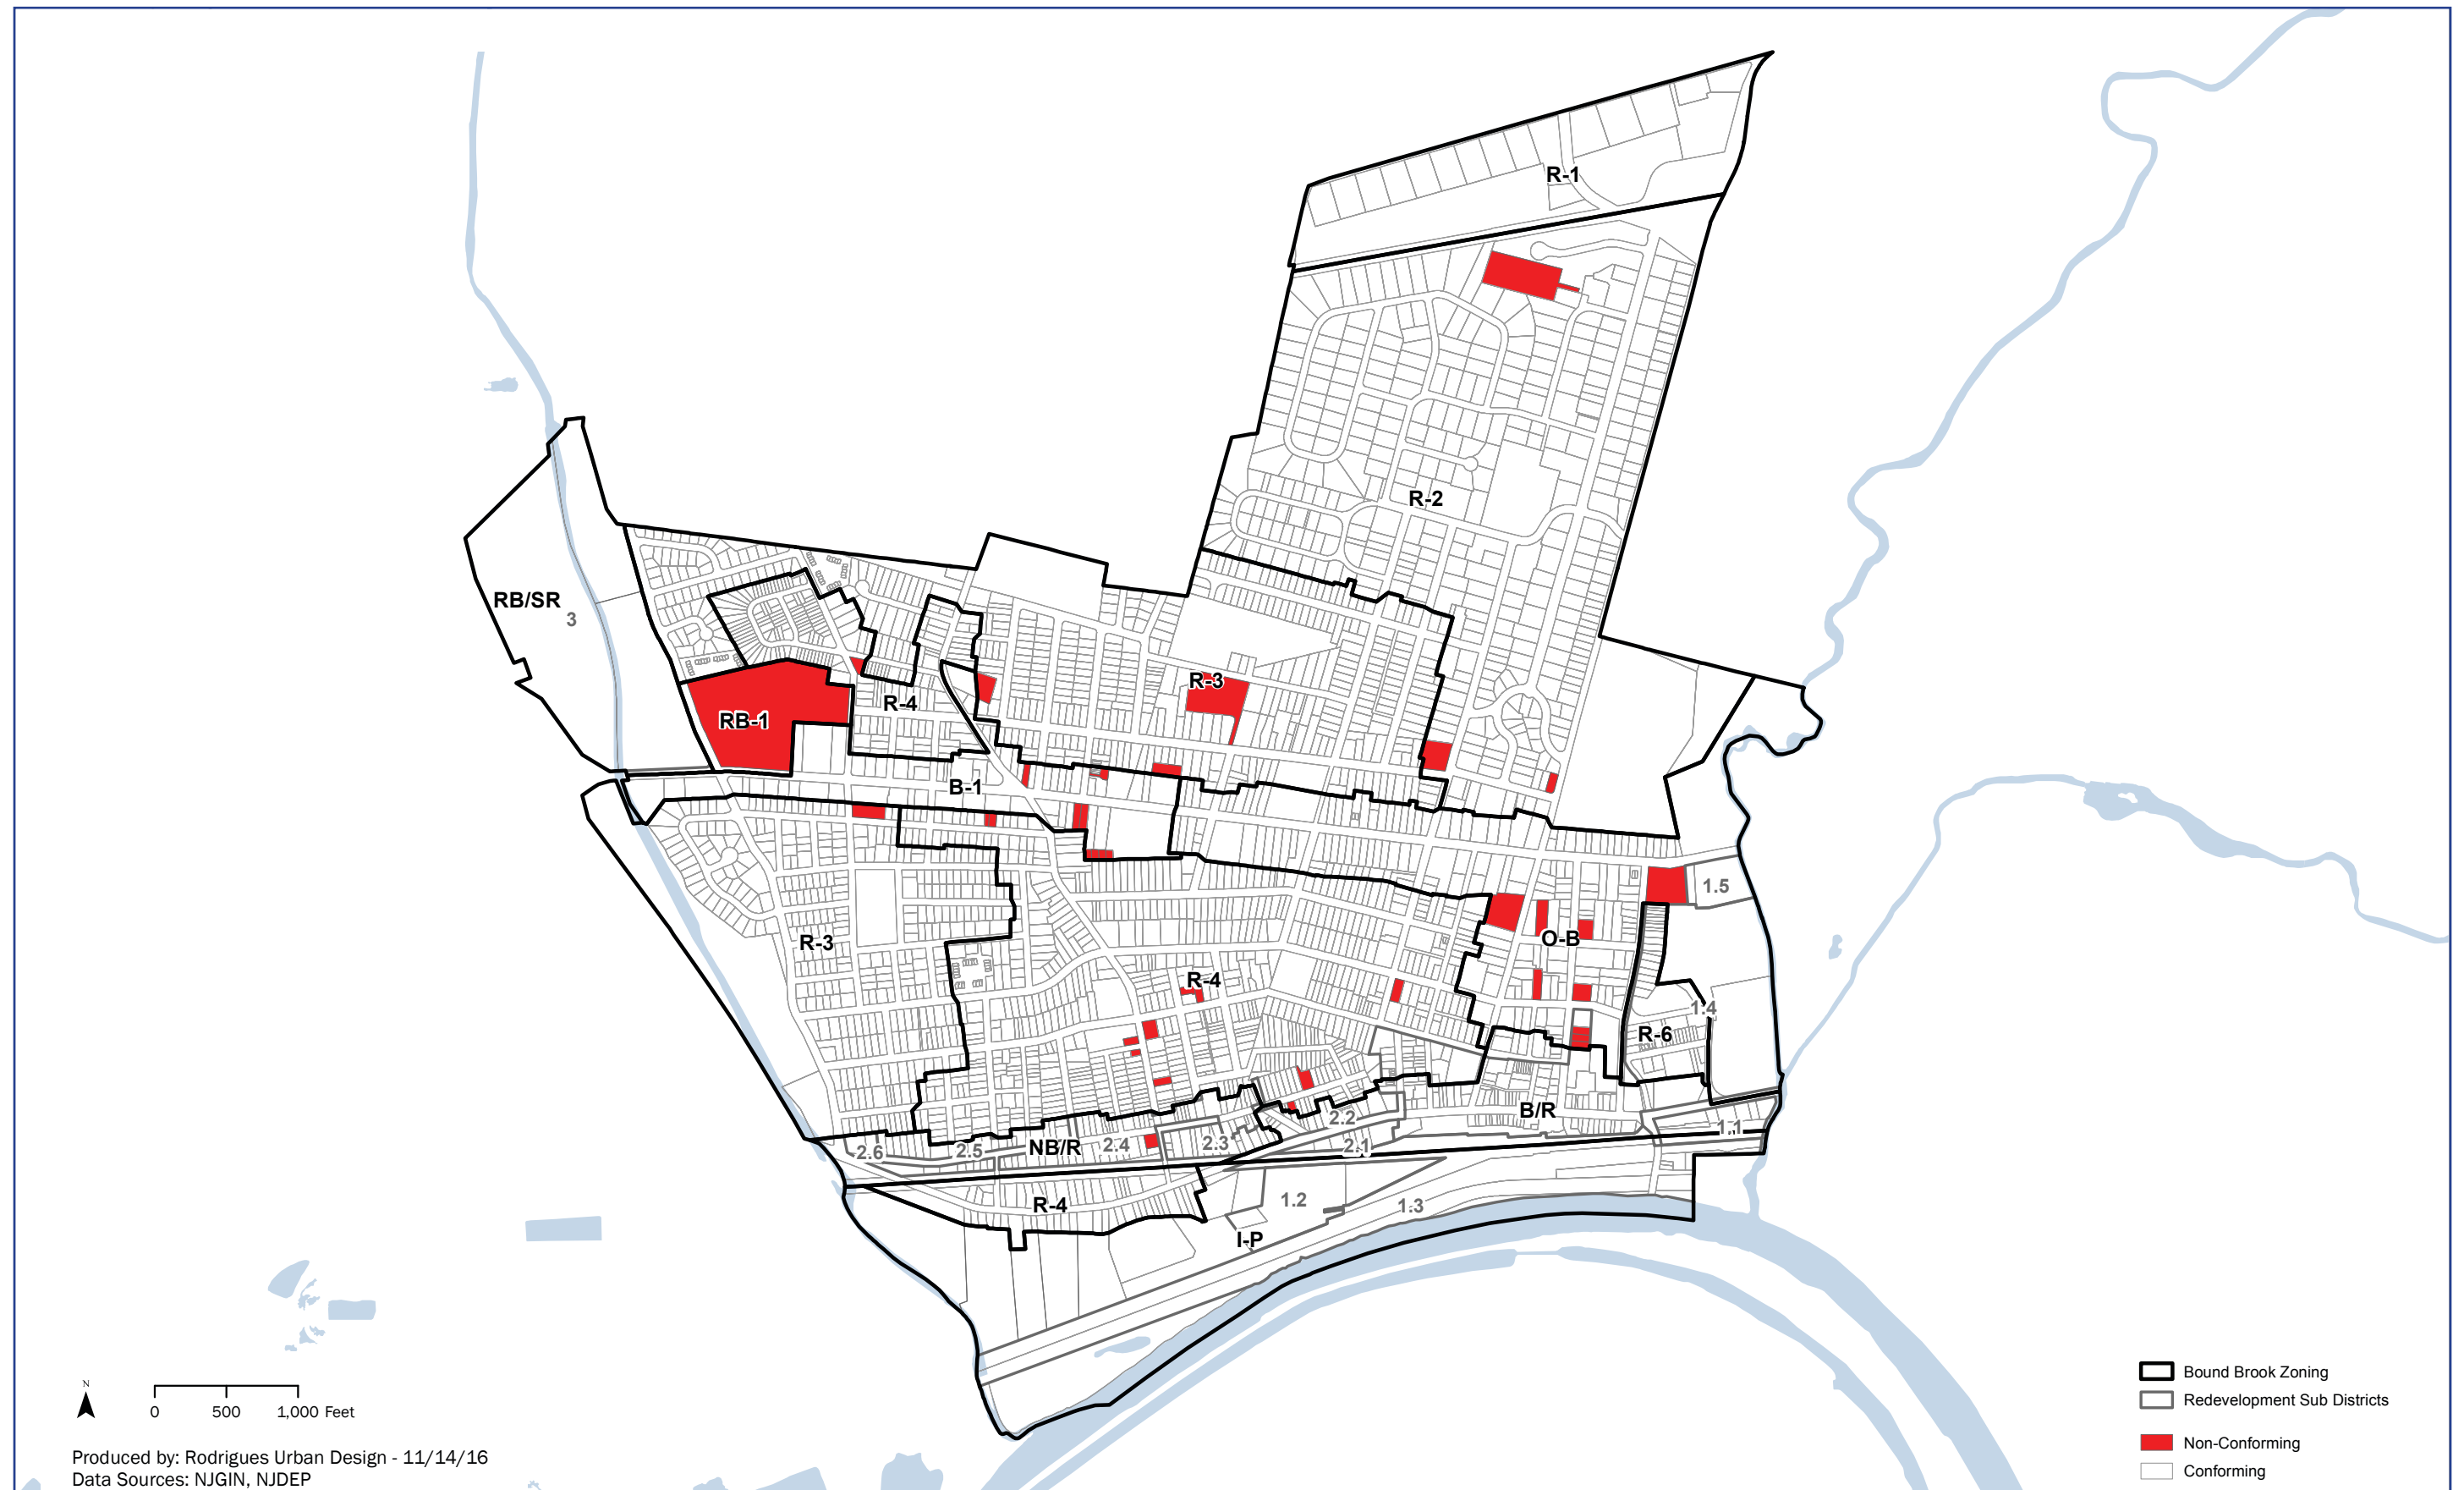 R-1
R-2
RB/SR
3
R-3
R-4
RB-1
B-1
1.5
O-B
R-3
R-4
1.4
R-6
B/R
2.2
1.1
NB/R
2.4
2.3
2.1
2.5
2.6
1.2
1.3
R-4
I-P
N
0 500 1,000 Feet
Produced by: Rodrigues Urban Design - 11/14/16
Data Sources: NJGIN, NJDEP
Bound Brook Zoning
Redevelopment Sub Districts
Non-Conforming
Conforming